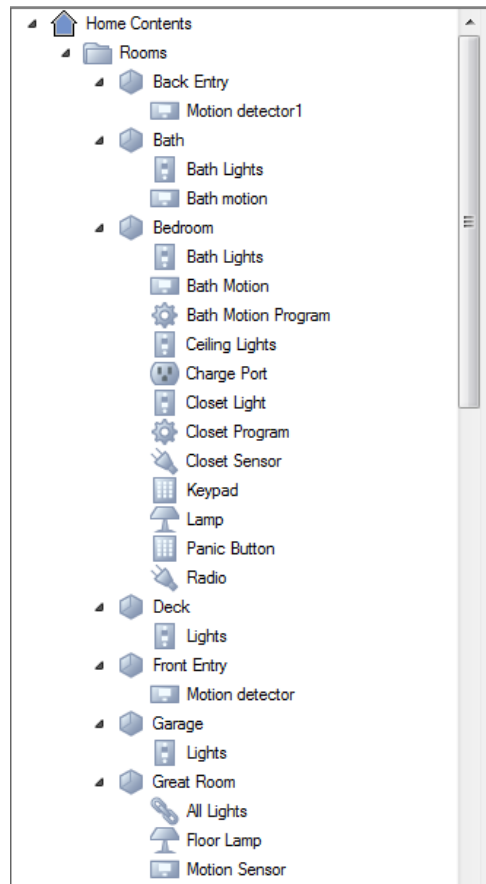 Home Contents
Rooms
Back Entry
Motion detector1
Bath
Bath Lights
Bath motion
Bedroom
Bath Lights
Bath Motion
Bath Motion Program
Ceiling Lights
Charge Port
Closet Light
Closet Program
Closet Sensor
Keypad
Lamp
Panic Button
Radio
Deck
Lights
Front Entry
Motion detector
Garage
Lights
Great Room
All Lights
Floor Lamp
Motion Sensor